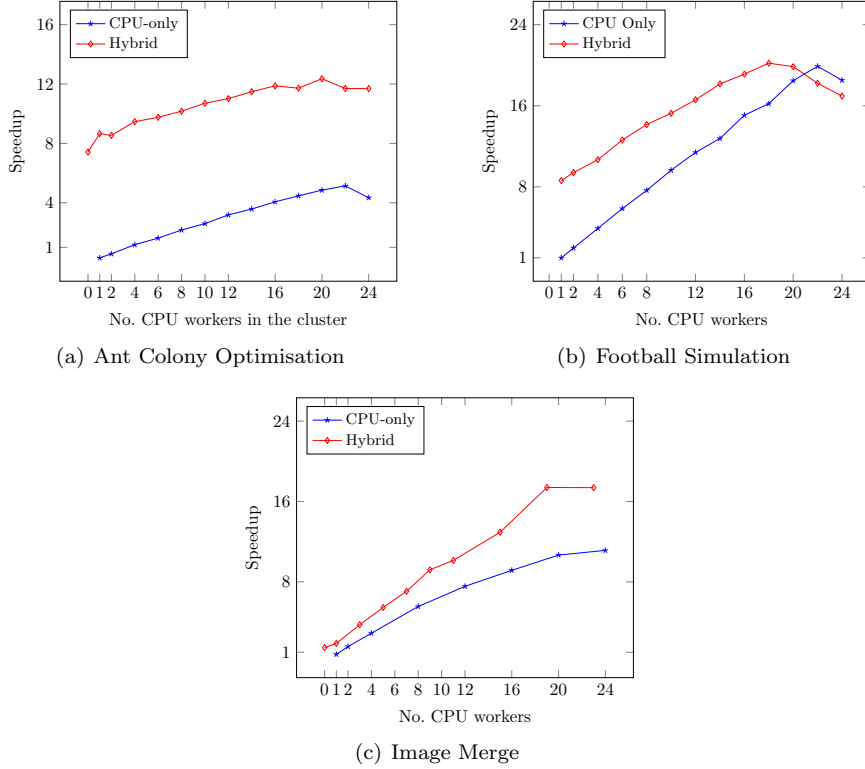 CPU-only
Hybrid
16
12
8
4
1
Speedup
0 1 2 4 6 8 10 12 16 20 24
No. CPU workers in the cluster
(a) Ant Colony Optimisation
CPU Only
Hybrid
24
16
8
1
Speedup
0 1 2 4 6 8 12 16 20 24
No. CPU workers
(b) Football Simulation
CPU-only
Hybrid
24
16
8
1
Speedup
0 1 2 4 6 8 10 12 16 20 24
No. CPU workers
(c) Image Merge